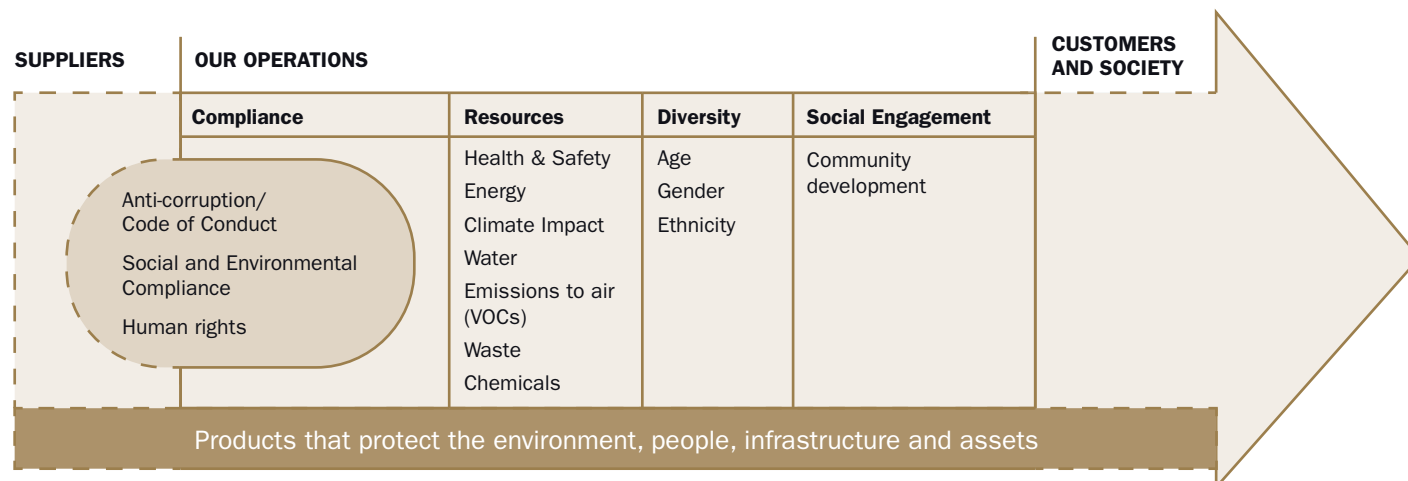 SUPPLIERS
OUR OPERATIONS
CUSTOMERS
AND SOCIETY
Compliance
Anti-corruption/
Code of Conduct
Social and Environmental
Compliance
Human rights
Resources
Health & Safety
Energy
Climate Impact
Water
Emissions to air
(VOCs)
Waste
Chemicals
Diversity
Age
Gender
Ethnicity
Social Engagement
Community
development
Products that protect the environment, people, infrastructure and assets